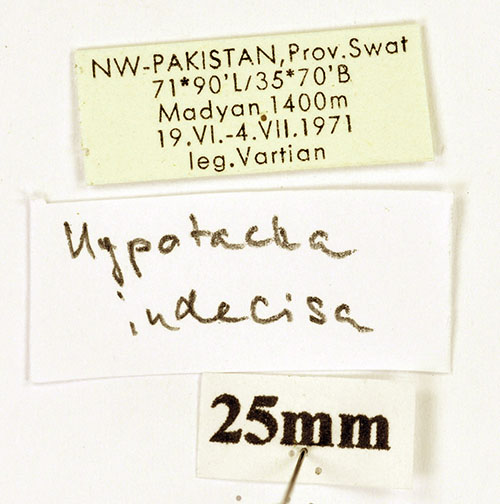 NW-PAKISTAN,Prov.Swat
71*90'L/35*70'B
Madyan,1400m
19.VI.-4.VII.1971
leg.Vartian
Hypotacha
indecisa
25mm